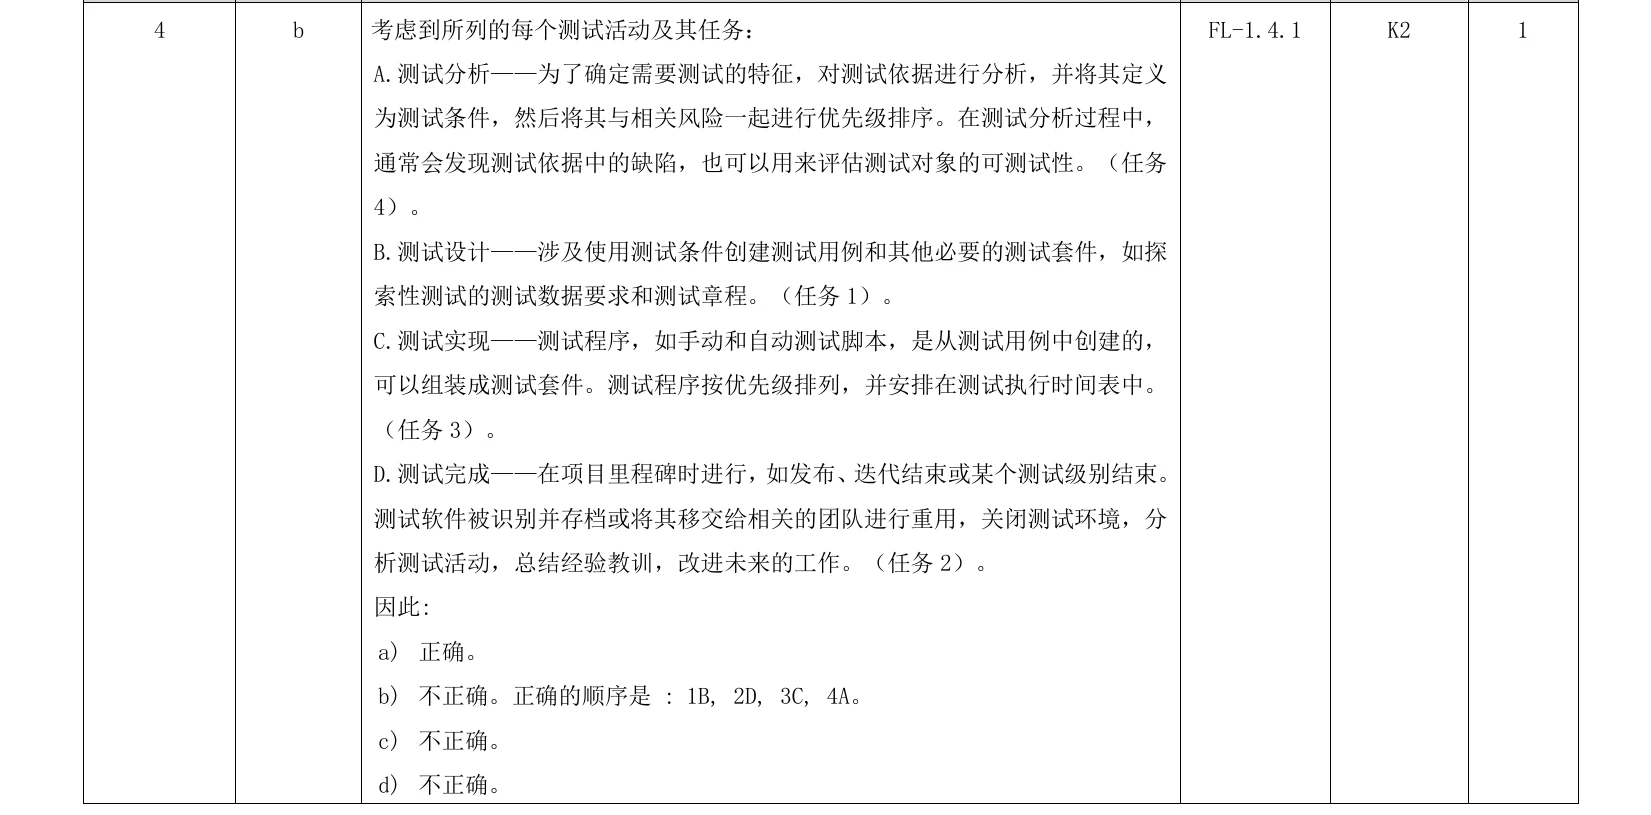 4
b
考虑到所列的每个测试活动及其任务：
FL-1.4.1
K2
1
A.测试分析——为了确定需要测试的特征，对测试依据进行分析，并将其定义
为测试条件，然后将其与相关风险一起进行优先级排序。在测试分析过程中，
通常会发现测试依据中的缺陷，也可以用来评估测试对象的可测试性。（任务
4）。
B.测试设计——涉及使用测试条件创建测试用例和其他必要的测试套件，如探
索性测试的测试数据要求和测试章程。（任务1）。
C.测试实现——测试程序，如手动和自动测试脚本，是从测试用例中创建的，
可以组装成测试套件。测试程序按优先级排列，并安排在测试执行时间表中。
（任务3）。
D.测试完成——在项目里程碑时进行，如发布、迭代结束或某个测试级别结束。
测试软件被识别并存档或将其移交给相关的团队进行重用，关闭测试环境，分
析测试活动，总结经验教训，改进未来的工作。（任务2）。
因此：
a) 正确。
b) 不正确。正确的顺序是 : 1B, 2D, 3C, 4A。
c) 不正确。
d) 不正确。